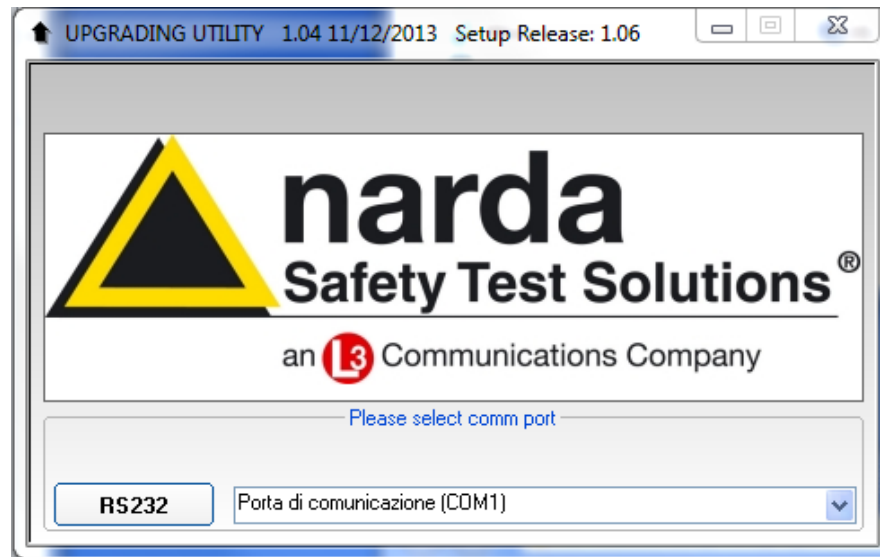 UPGRADING UTILITY 1.04 11/12/2013 Setup Release: 1.06
narda
Safety Test Solutions®
an L3 Communications Company
Please select comm port
RS232 Porta di comunicazione (COM1)